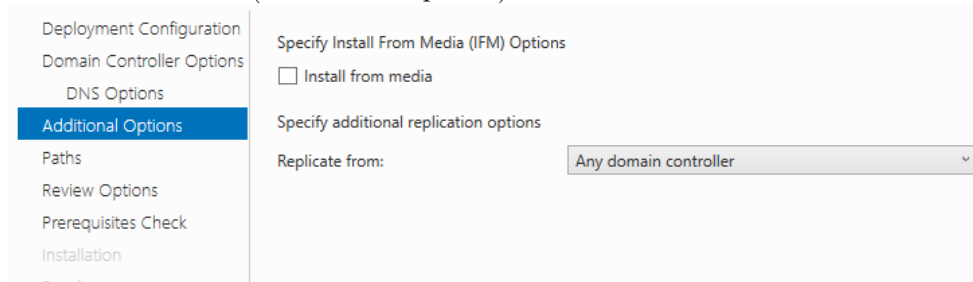 Deployment Configuration
Domain Controller Options
DNS Options
Additional Options
Paths
Review Options
Prerequisites Check
Installation
Specify Install From Media (IFM) Options
Install from media
Specify additional replication options
Replicate from: Any domain controller